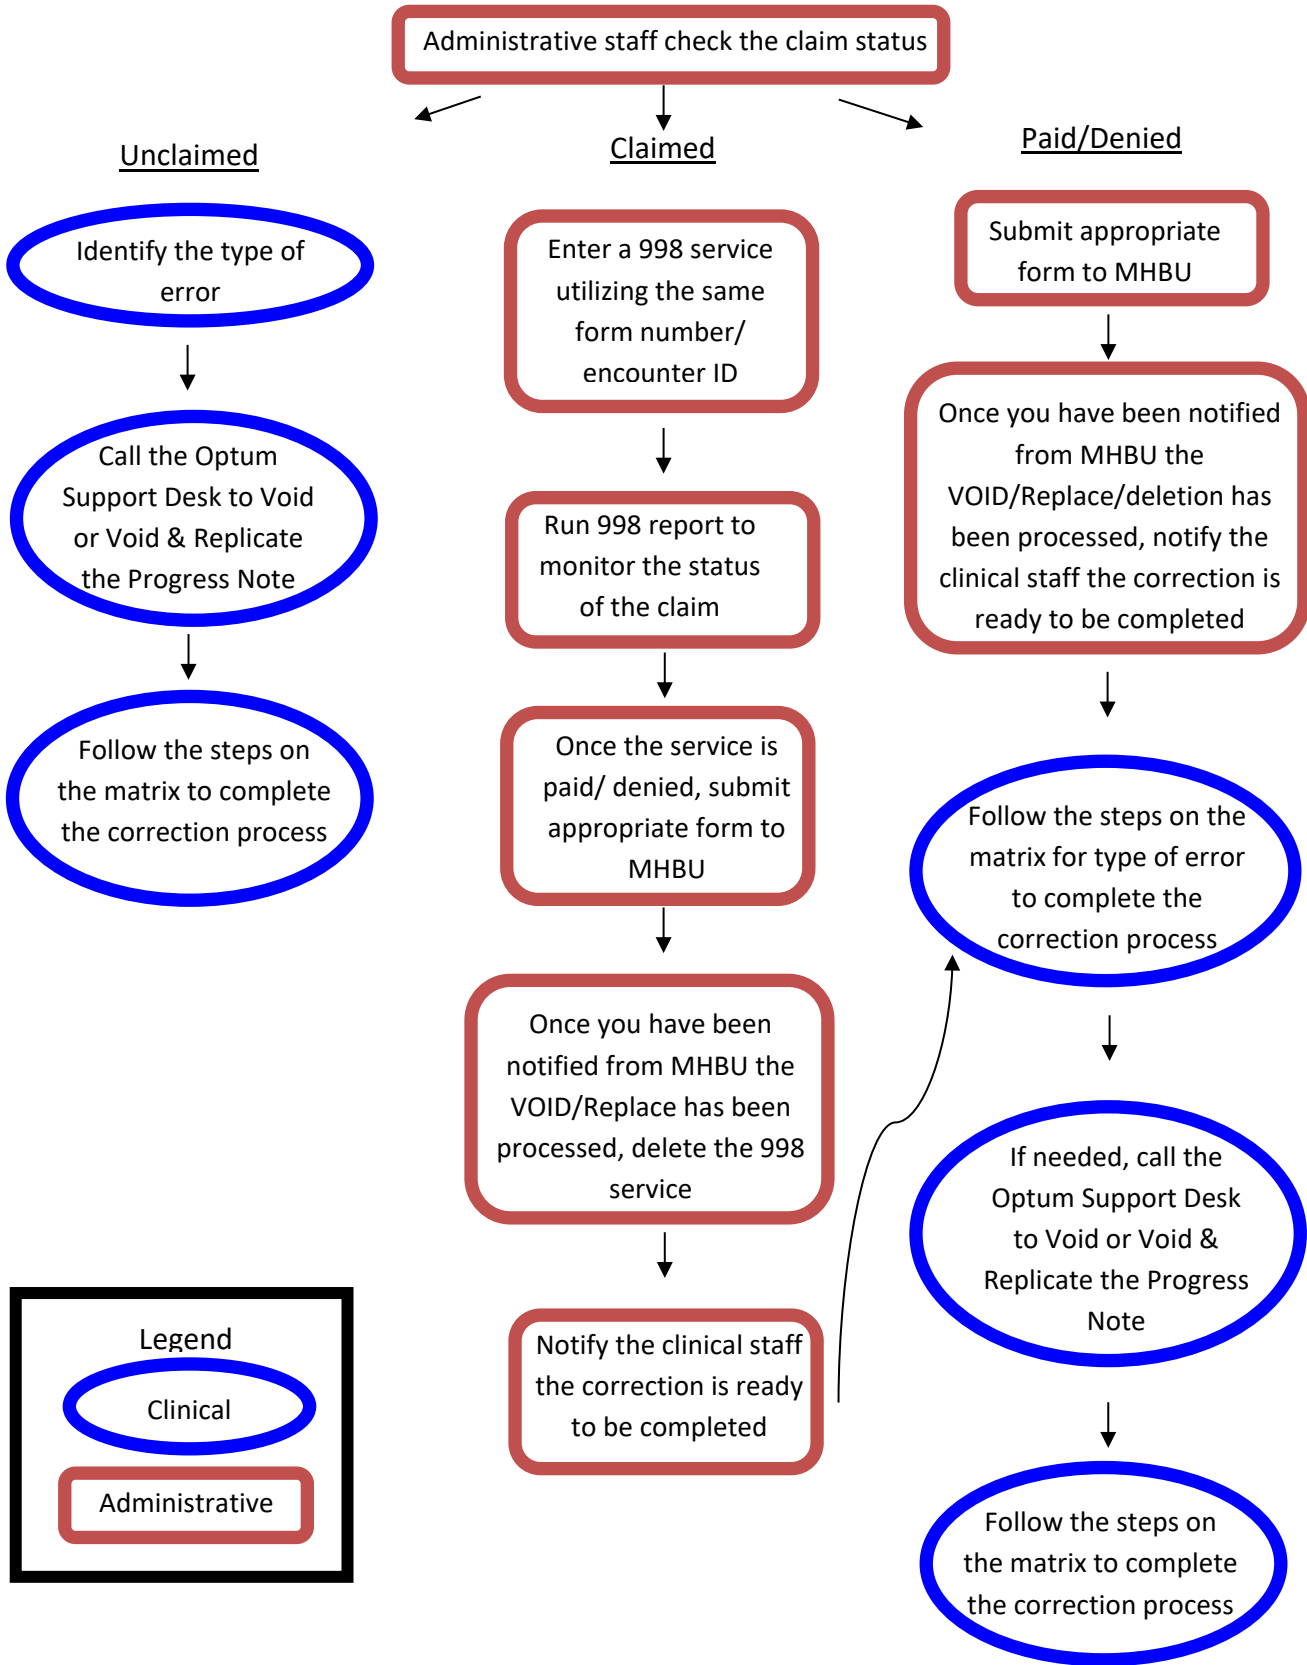 Administrative staff check the claim status
Unclaimed
Identify the type of
error
Call the Optum
Support Desk to Void
or Void & Replicate
the Progress Note
Follow the steps on
the matrix to complete
the correction process
Claimed
Enter a 998 service
utilizing the same
form number/
encounter ID
Run 998 report to
monitor the status
of the claim
Once the service is
paid/ denied, submit
appropriate form to
MHBU
Once you have been
notified from MHBU the
VOID/Replace has been
processed, delete the 998
service
Notify the clinical staff
the correction is ready
to be completed
Paid/Denied
Submit appropriate
form to MHBU
Once you have been notified
from MHBU the
VOID/Replace/deletion has
been processed, notify the
clinical staff the correction is
ready to be completed
Follow the steps on the
matrix for type of error
to complete the
correction process
If needed, call the
Optum Support Desk
to Void or Void &
Replicate the Progress
Note
Follow the steps on
the matrix to complete
the correction process
Legend
Clinical
Administrative